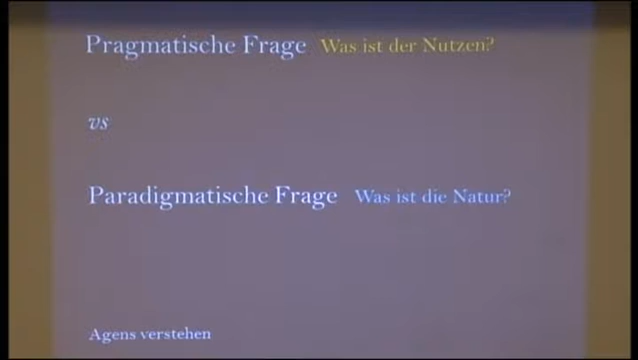 Pragmatische Frage Was ist der Nutzen?
vs
Paradigmatische Frage Was ist die Natur?
Agens verstehen